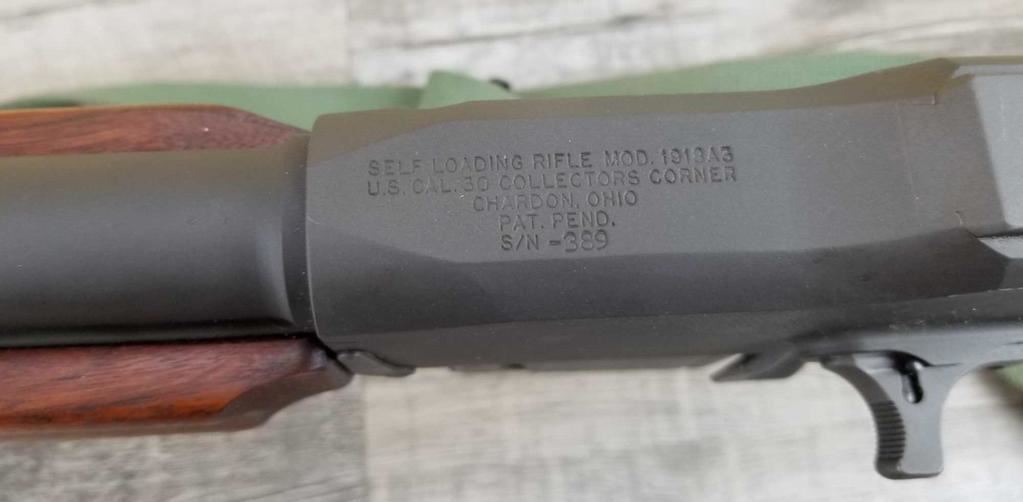 SELF LOADING RIFLE MOD. 1918A3
U.S. CAL. 30 COLLECTORS CORNER
CHARDON, OHIO
PAT. PEND.
S/N -389